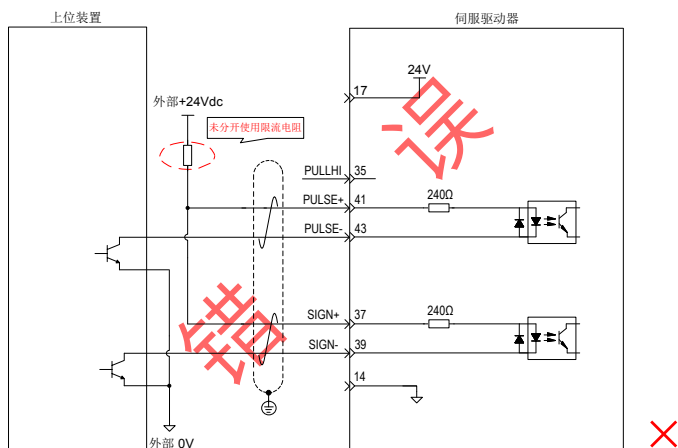 上位装置
伺服驱动器
17
24V
外部+24Vdc
未分开使用限流电阻
PULLHI
35
PULSE+
41
240Ω
PULSE-
43
SIGN+
37
240Ω
SIGN-
39
14
外部 0V
错
误